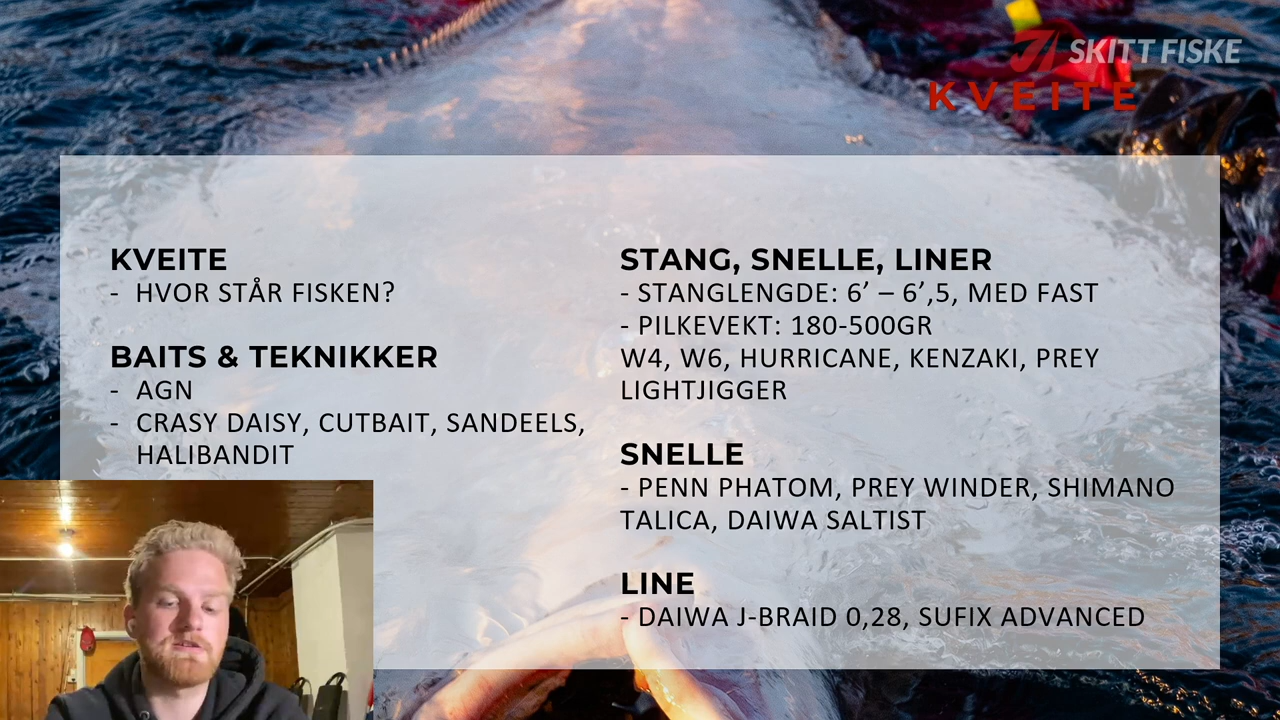 SKITT FISKE
KVEITE
KVEITE
- HVOR STÅR FISKEN?
BAITS & TEKNIKKER
- AGN
- CRASY DAISY, CUTBAIT, SANDEELS,
HALIBANDIT
STANG, SNELLE, LINER
- STANGLENGDE: 6’ – 6’,5, MED FAST
- PILKEVEKT: 180-500GR
W4, W6, HURRICANE, KENZAKI, PREY
LIGHTJIGGER
SNELLE
- PENN PHATOM, PREY WINDER, SHIMANO
TALICA, DAIWA SALTIST
LINE
- DAIWA J-BRAID 0,28, SUFIX ADVANCED